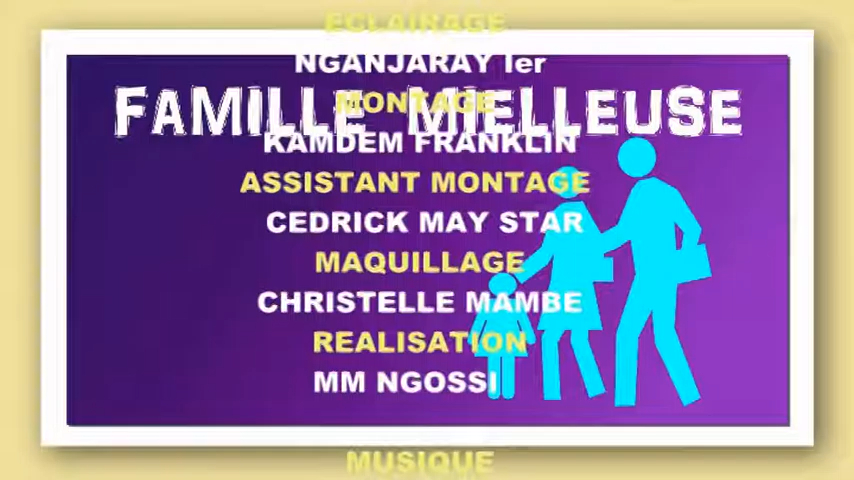 ECLAIRAGE
NGANJARAY Ier
FAMILLE MIELLEUSE
MONTAGE
KAMDEM FRANKLIN
ASSISTANT MONTAGE
CEDRICK MAY STAR
MAQUILLAGE
CHRISTELLE MAMBE
REALISATION
MM NGOSSI
MUSIQUE